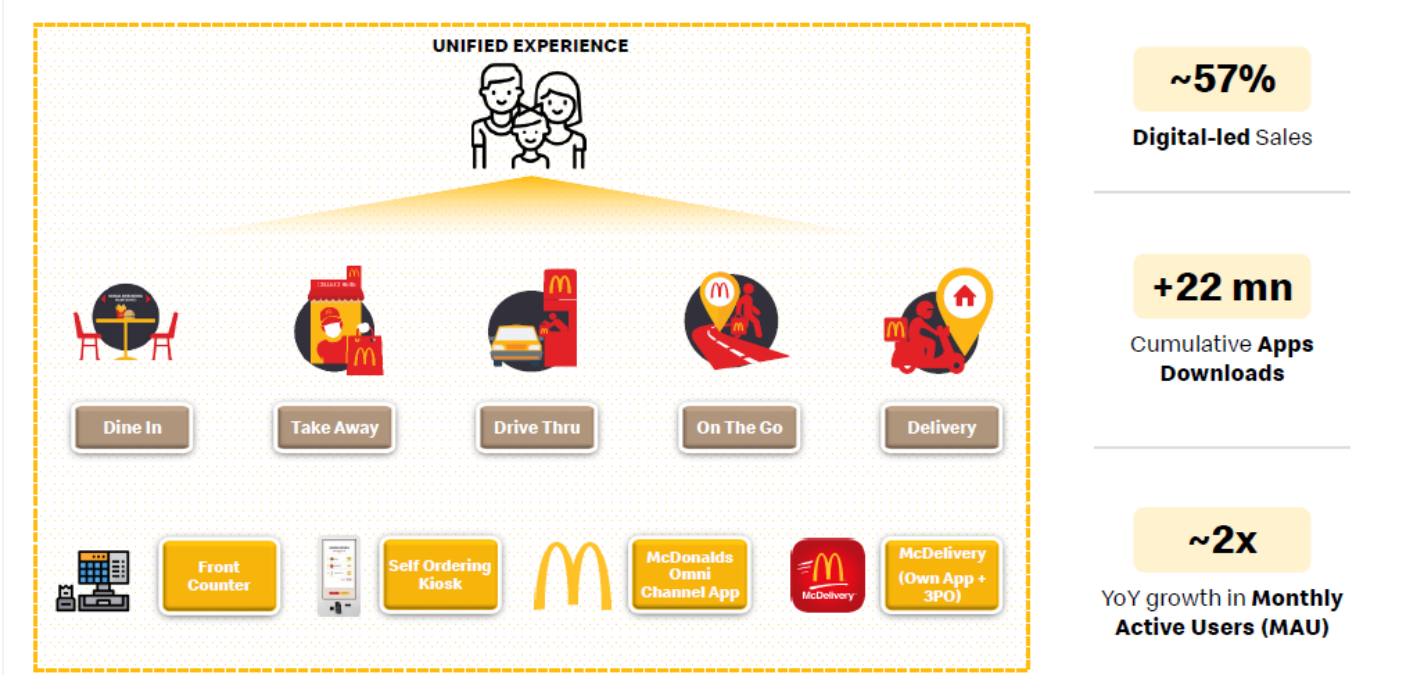 UNIFIED EXPERIENCE
Dine In
Take Away
Drive Thru
On The Go
Delivery
Front
Counter
Self Ordering
Kiosk
McDonalds
Omni
Channel App
McDelivery
McDelivery
(Own App +
3PO)
~57%
Digital-led Sales
+22 mn
Cumulative Apps
Downloads
~2x
YoY growth in Monthly
Active Users (MAU)